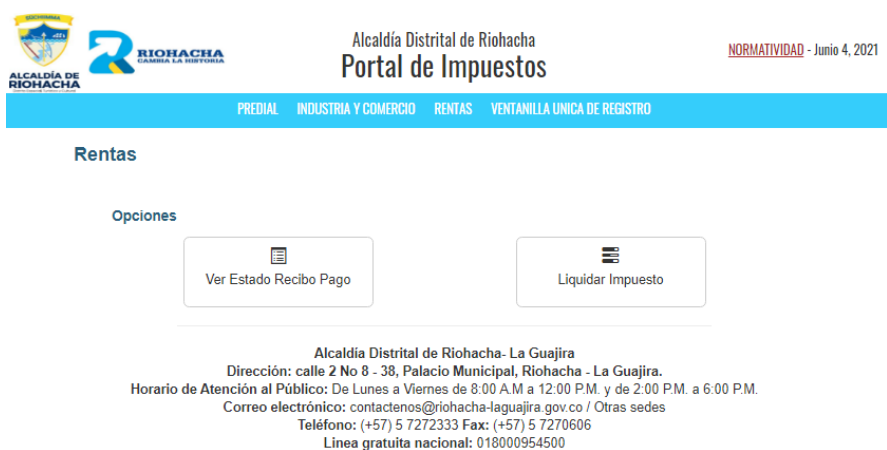 DISTRITO
ALCALDÍA DE
RIOHACHA
RIOHACHA
CAMBIA LA HISTORIA
Alcaldía Distrital de Riohacha
Portal de Impuestos
NORMATIVIDAD - Junio 4, 2021
PREDIAL INDUSTRIA Y COMERCIO RENTAS VENTANILLA UNICA DE REGISTRO
Rentas
Opciones
Ver Estado Recibo Pago
Liquidar Impuesto
Alcaldía Distrital de Riohacha- La Guajira
Dirección: calle 2 No 8 - 38, Palacio Municipal, Riohacha - La Guajira.
Horario de Atención al Público: De Lunes a Viernes de 8:00 A.M a 12:00 P.M. y de 2:00 P.M. a 6:00 P.M.
Correo electrónico: contactenos@riohacha-laguajira.gov.co / Otras sedes
Teléfono: (+57) 5 7272333 Fax: (+57) 5 7270606
Linea gratuita nacional: 018000954500